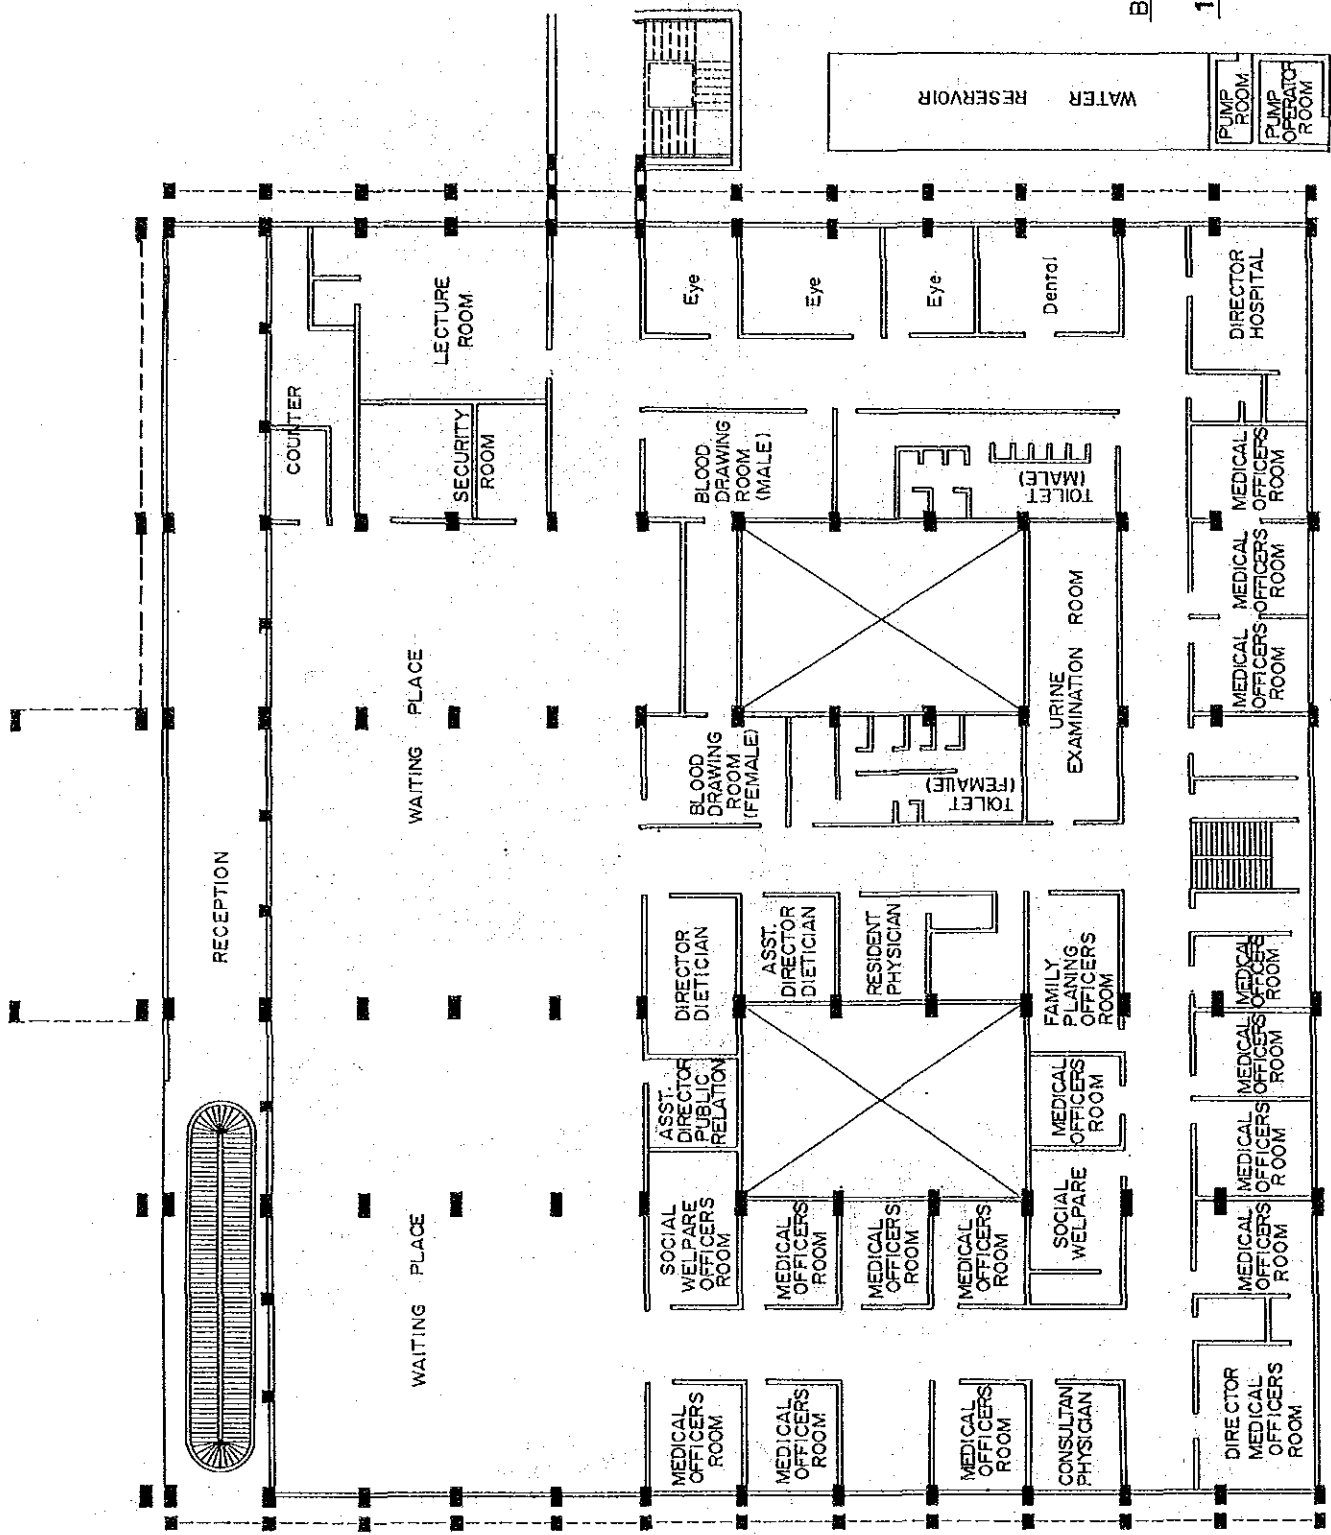 RECEPTION
WAITING PLACE
WAITING PLACE
COUNTER
SECURITY
ROOM
LECTURE
ROOM
MEDICAL
OFFICERS
ROOM
SOCIAL
WELPARE
OFFICERS
ROOM
ASST.
DIRECTOR
PUBLIC
RELATION
DIRECTOR
DIETICIAN
BLOOD
DRAWING
ROOM
(FEMALE)
BLOOD
DRAWING
ROOM
(MALE)
Eye
MEDICAL
OFFICERS
ROOM
MEDICAL
OFFICERS
ROOM
ASST.
DIRECTOR
DIETICIAN
Eye
MEDICAL
OFFICERS
ROOM
RESIDENT
PHYSICIAN
Eye
MEDICAL
OFFICERS
ROOM
MEDICAL
OFFICERS
ROOM
TOILET
(FEMALE)
TOILET
(MALE)
CONSULTAN
PHYSICIAN
SOCIAL
WELPARE
MEDICAL
OFFICERS
ROOM
FAMILY
PLANING
OFFICERS
ROOM
URINE
EXAMINATION ROOM
Dental
DIRECTOR
MEDICAL
OFFICERS
ROOM
MEDICAL
OFFICERS
ROOM
MEDICAL
OFFICERS
ROOM
MEDICAL
OFFICERS
ROOM
MEDICAL
OFFICERS
ROOM
MEDICAL
OFFICERS
ROOM
MEDICAL
OFFICERS
ROOM
MEDICAL
OFFICERS
ROOM
DIRECTOR
HOSPITAL
WATER RESERVOIR
PUMP
ROOM
PUMP
OPERATOR
ROOM
B
1